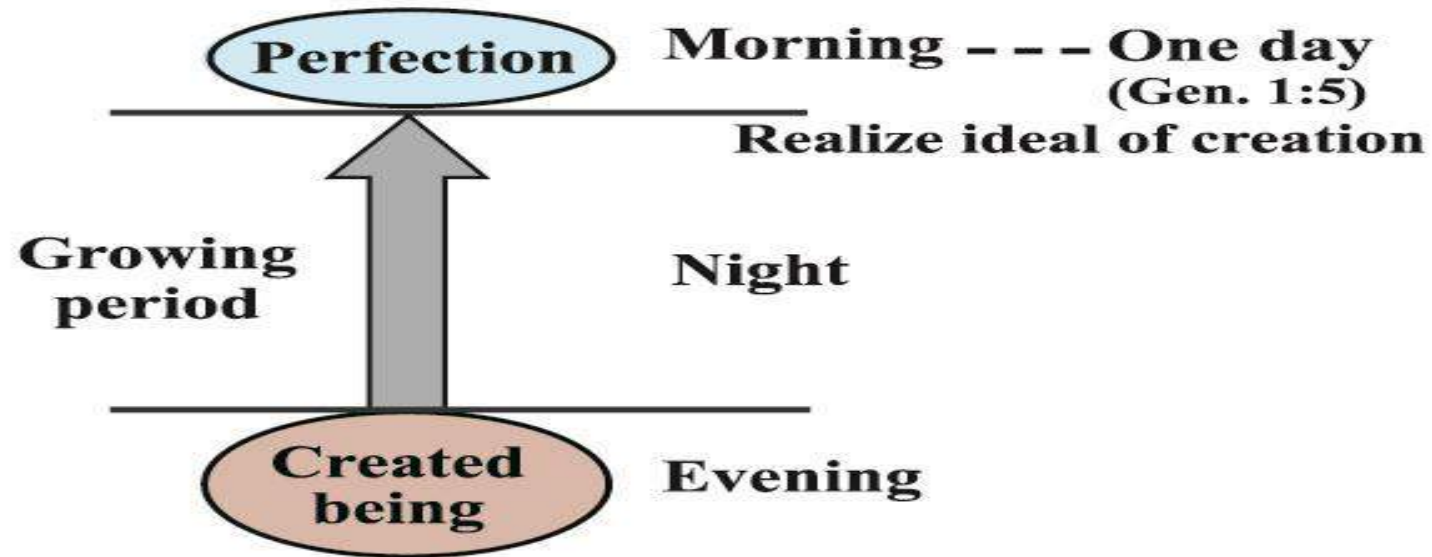 Perfection
Morning - - - One day
(Gen. 1:5)
Realize ideal of creation
Growing
period
Night
Created
being
Evening